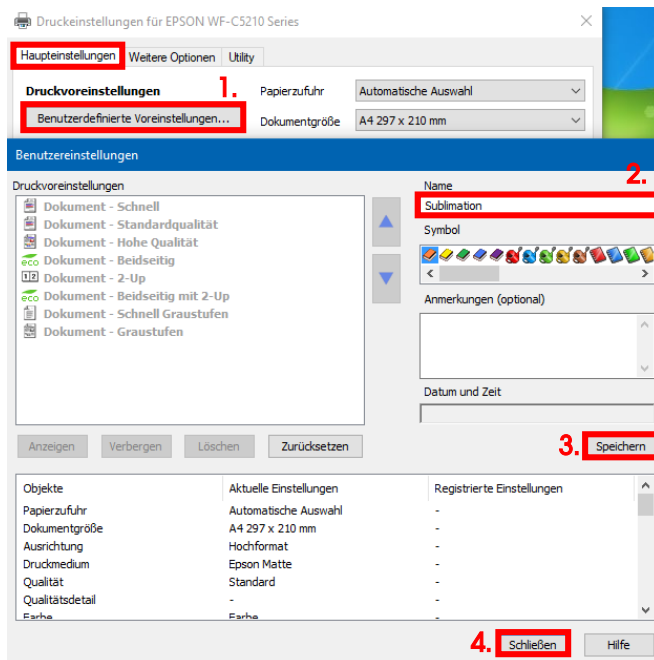 Druckeinstellungen für EPSON WF-C5210 Series
Haupteinstellungen Weitere Optionen Utility
1.
Druckvoreinstellungen Papierzufuhr Automatische Auswahl
Benutzerdefinierte Voreinstellungen... Dokumentgröße A4 297 x 210 mm
Benutzereinstellungen
2.
Druckvoreinstellungen Name
Dokument - Schnell Sublimation
Dokument - Standardqualität Symbol
Dokument - Hohe Qualität
eco Dokument - Beidseitig
12 Dokument - 2-Up
eco Dokument - Beidseitig mit 2-Up Anmerkungen (optional)
Dokument - Schnell Graustufen
Dokument - Graustufen
Datum und Zeit
Anzeigen Verbergen Löschen Zurücksetzen 3. Speichern
Objekte Aktuelle Einstellungen Registrierte Einstellungen
Papierzufuhr Automatische Auswahl -
Dokumentgröße A4 297 x 210 mm -
Ausrichtung Hochformat -
Druckmedium Epson Matte -
Qualität Standard -
Qualitätsdetail - -
Farbe Farbe -
4. Schließen Hilfe